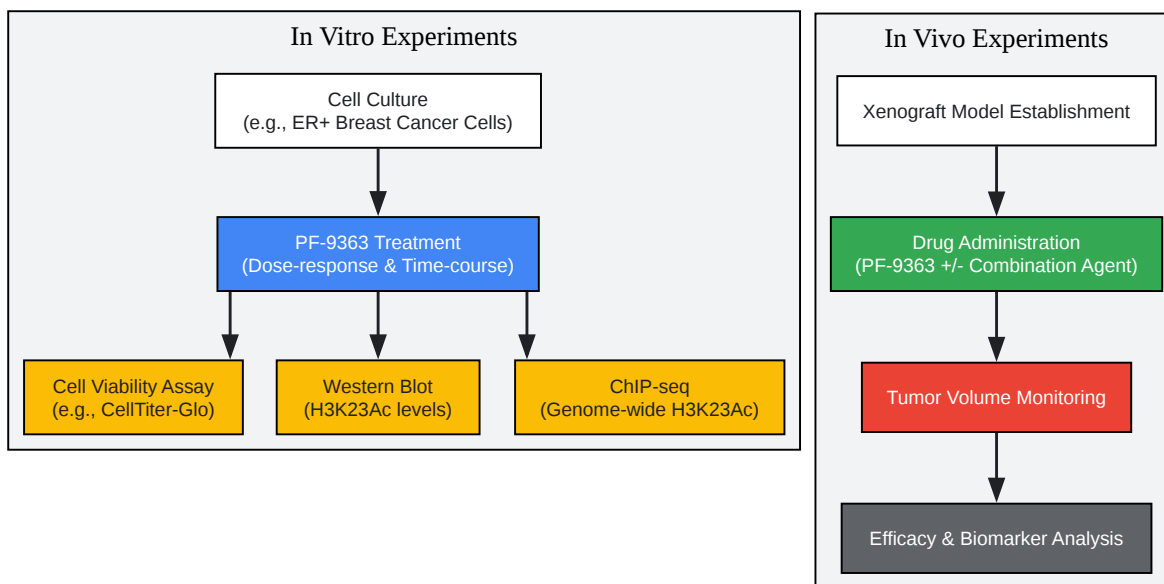 In Vitro Experiments
Cell Culture
(e.g., ER+ Breast Cancer Cells)
PF-9363 Treatment
(Dose-response & Time-course)
Cell Viability Assay
(e.g., CellTiter-Glo)
Western Blot
(H3K23Ac levels)
ChIP-seq
(Genome-wide H3K23Ac)
In Vivo Experiments
Xenograft Model Establishment
Drug Administration
(PF-9363 +/- Combination Agent)
Tumor Volume Monitoring
Efficacy & Biomarker Analysis